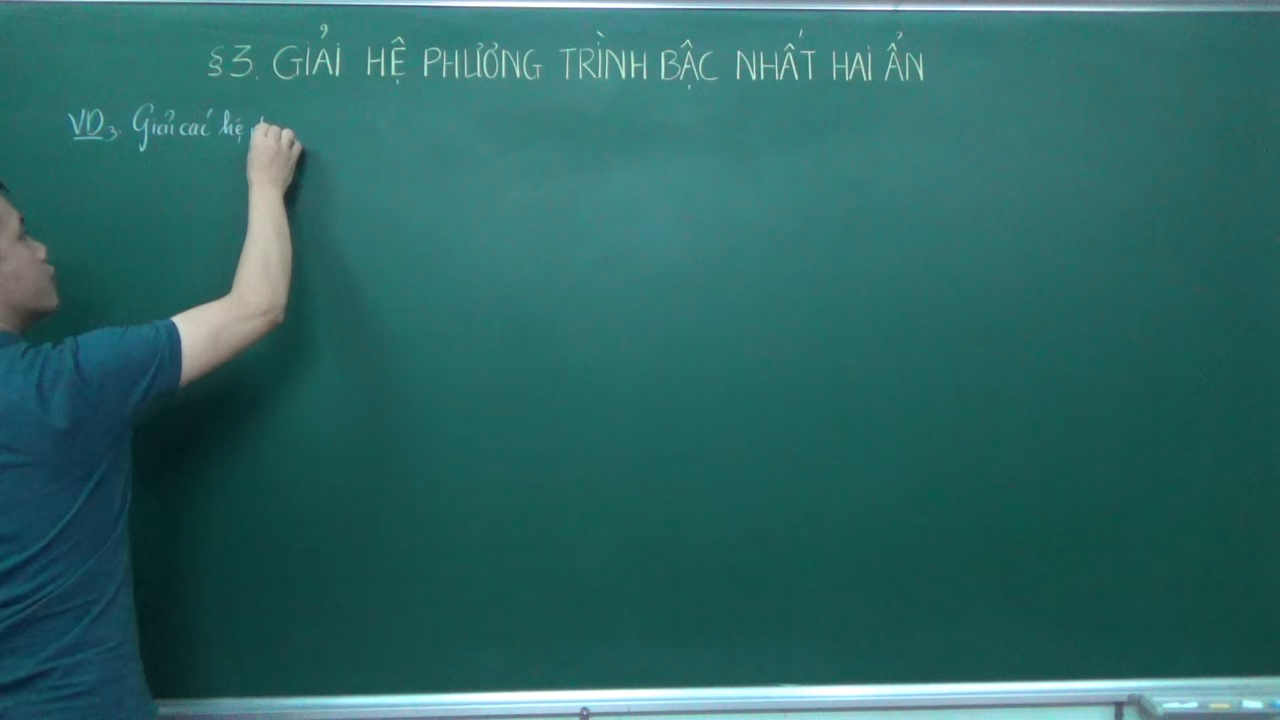 §3. GIẢI HỆ PHƯƠNG TRÌNH BẬC NHẤT HAI ẨN
VD3. Giải các hệ